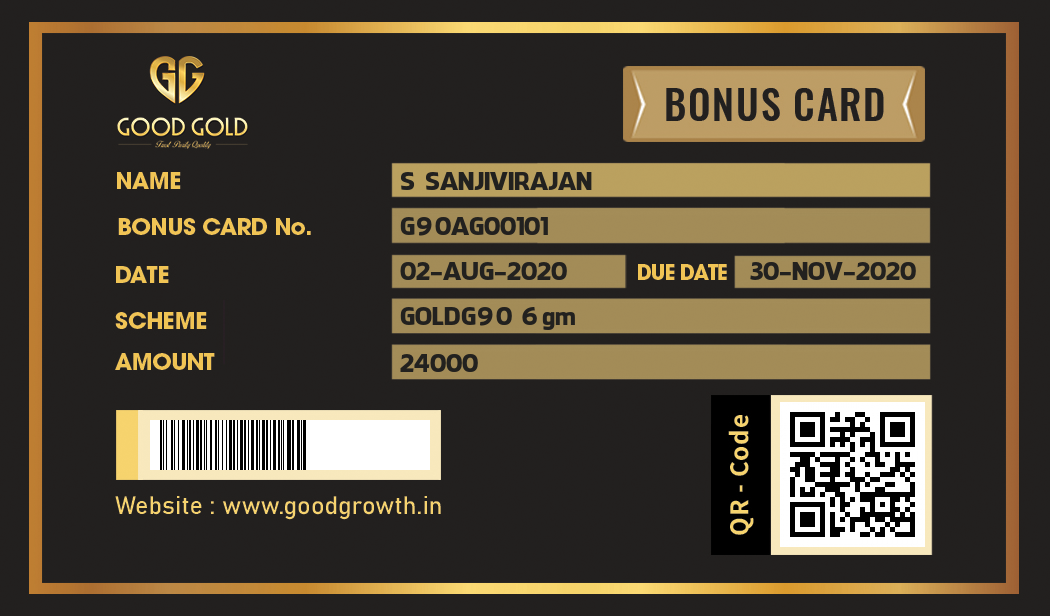 GG
GOOD GOLD
Trust Purity Quality
BONUS CARD
NAME S SANJIVIRAJAN
BONUS CARD No. G90AG00101
DATE 02-AUG-2020 DUE DATE 30-NOV-2020
SCHEME GOLDG90 6 gm
AMOUNT 24000
Website : www.goodgrowth.in
QR - Code